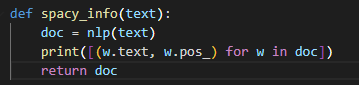 def spacy_info(text):
    doc = nlp(text)
    print([(w.text, w.pos_) for w in doc])
    return doc